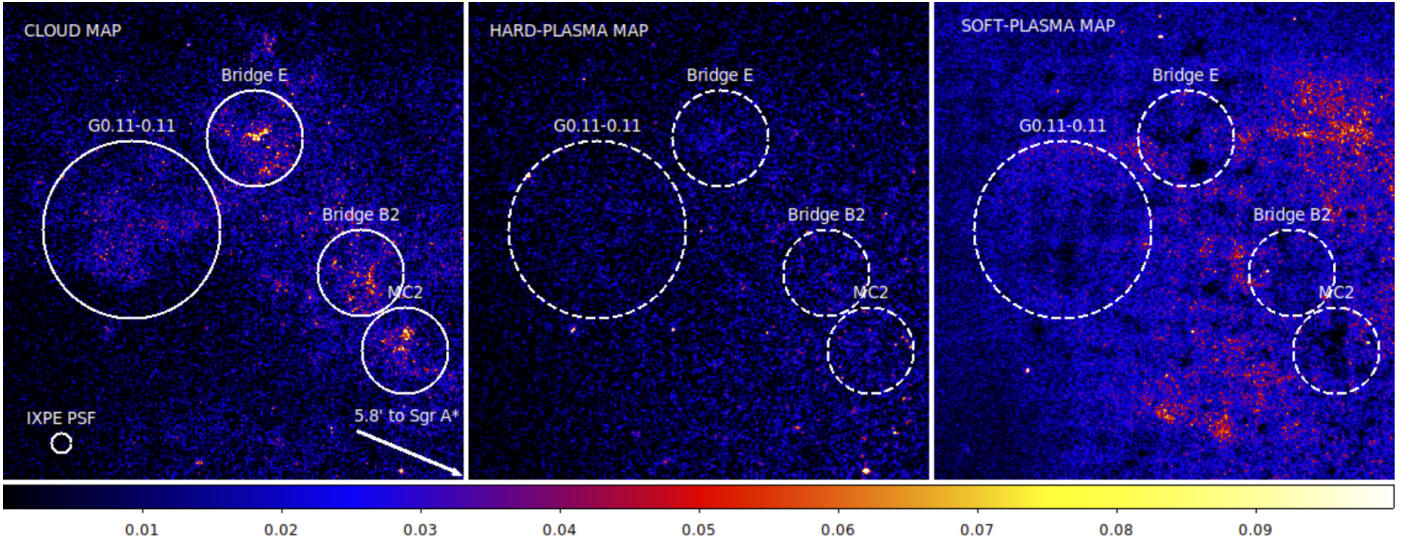 CLOUD MAP
Bridge E
G0.11-0.11
Bridge B2
MC2
IXPE PSF
5.8' to Sgr A*
HARD-PLASMA MAP
Bridge E
G0.11-0.11
Bridge B2
MC2
SOFT-PLASMA MAP
Bridge E
G0.11-0.11
Bridge B2
MC2
0.01 0.02 0.03 0.04 0.05 0.06 0.07 0.08 0.09